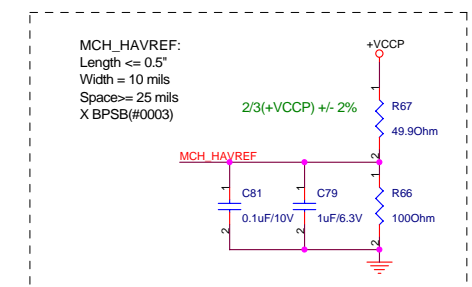 MCH_HAVREF:
Length <= 0.5"
Width = 10 mils
Space>= 25 mils
X BPSB(#0003)
+VCCP
2/3(+VCCP) +/- 2%
1
R67
49.9Ohm
2
MCH_HAVREF
1
C81
0.1uF/10V
2
1
C79
1uF/6.3V
2
1
R66
100Ohm
2